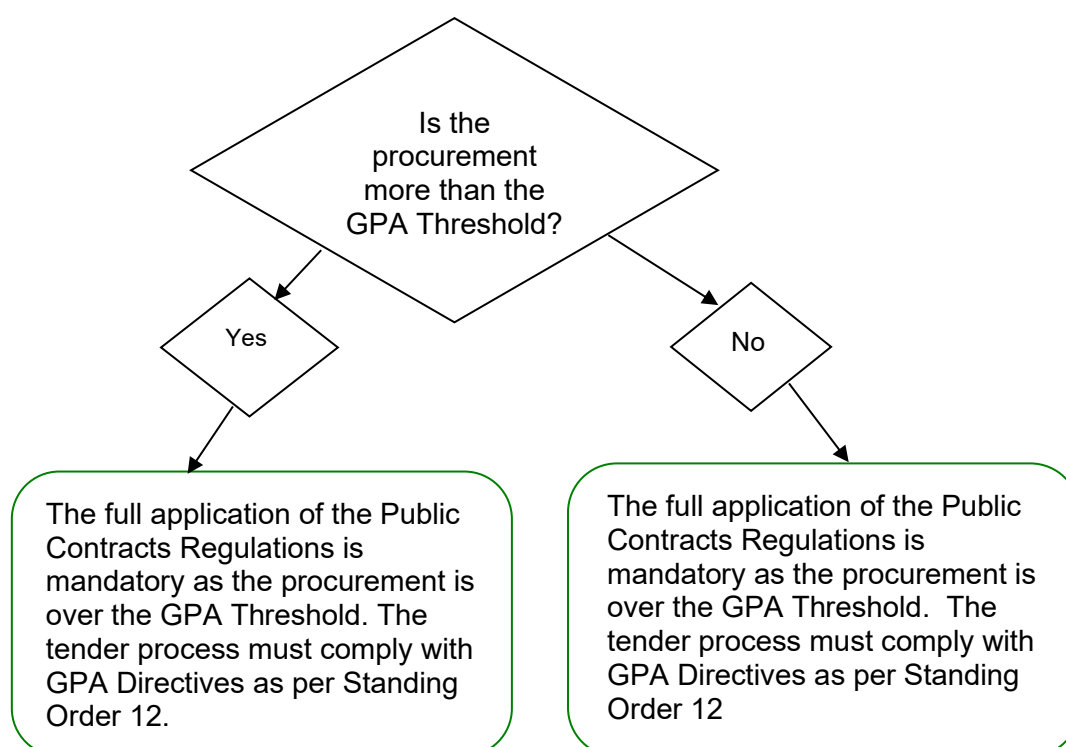 Is the
procurement
more than the
GPA Threshold?
Yes
No
The full application of the Public
Contracts Regulations is
mandatory as the procurement is
over the GPA Threshold. The
tender process must comply with
GPA Directives as per Standing
Order 12.
The full application of the Public
Contracts Regulations is
mandatory as the procurement is
over the GPA Threshold.  The
tender process must comply with
GPA Directives as per Standing
Order 12